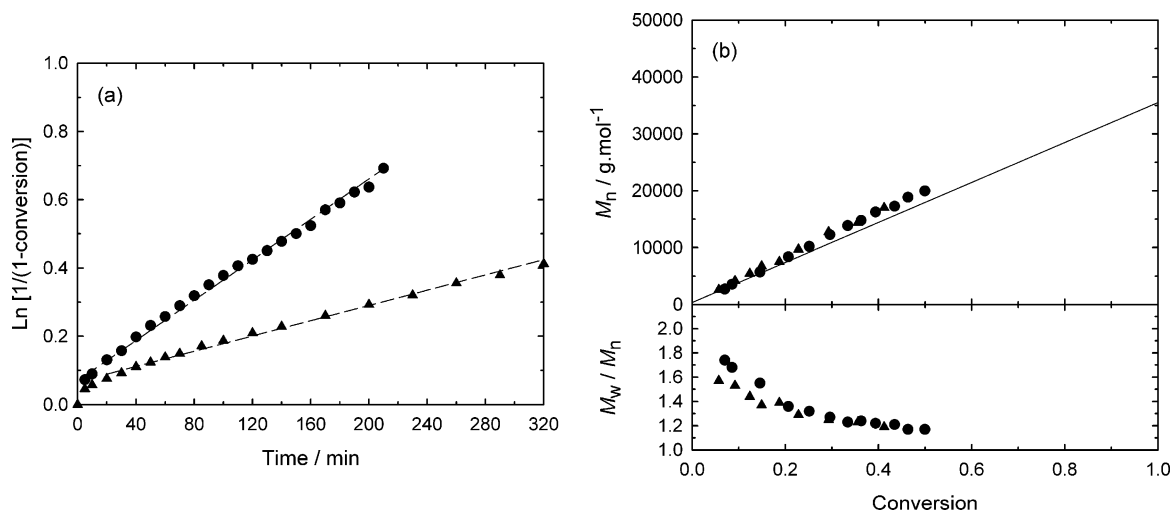 (a)
Ln [1/(1-conversion)]
1.0
0.8
0.6
0.4
0.2
0.0
0 40 80 120 160 200 240 280 320
Time / min
(b)
Mn / g.mol-1
50000
40000
30000
20000
10000
0
Mw / Mn
2.0
1.8
1.6
1.4
1.2
1.0
0.0 0.2 0.4 0.6 0.8 1.0
Conversion